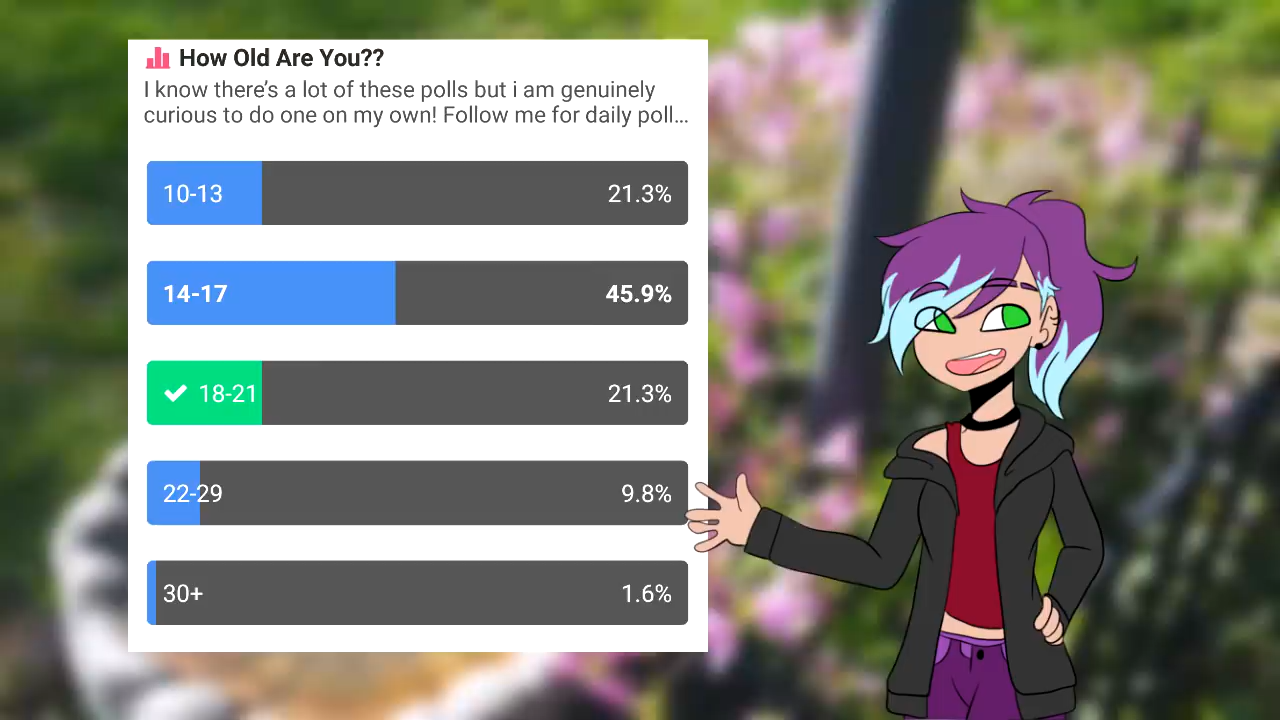 How Old Are You??
I know there's a lot of these polls but i am genuinely
curious to do one on my own! Follow me for daily poll...
10-13 21.3%
14-17 45.9%
18-21 21.3%
22-29 9.8%
30+ 1.6%